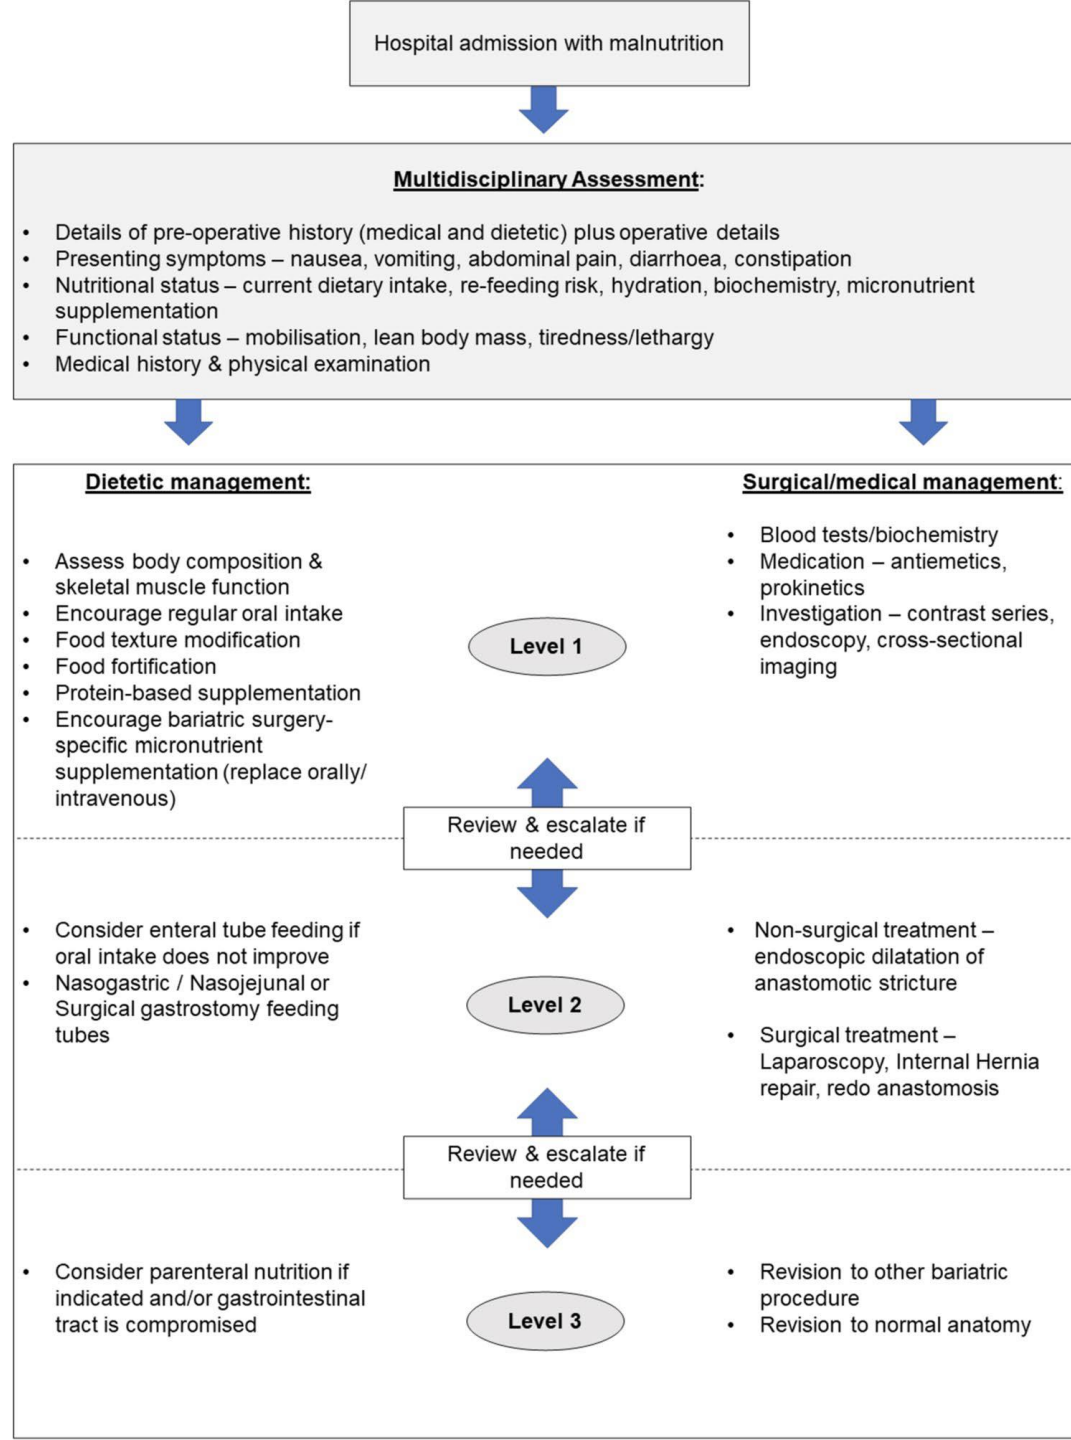 Hospital admission with malnutrition
Multidisciplinary Assessment:
• Details of pre-operative history (medical and dietetic) plus operative details
• Presenting symptoms – nausea, vomiting, abdominal pain, diarrhoea, constipation
• Nutritional status – current dietary intake, re-feeding risk, hydration, biochemistry, micronutrient
supplementation
• Functional status – mobilisation, lean body mass, tiredness/lethargy
• Medical history & physical examination
Dietetic management:
• Assess body composition &
skeletal muscle function
• Encourage regular oral intake
• Food texture modification
• Food fortification
• Protein-based supplementation
• Encourage bariatric surgery-
specific micronutrient
supplementation (replace orally/
intravenous)
Level 1
Surgical/medical management:
• Blood tests/biochemistry
• Medication – antiemetics,
prokinetics
• Investigation – contrast series,
endoscopy, cross-sectional
imaging
Review & escalate if
needed
• Consider enteral tube feeding if
oral intake does not improve
• Nasogastric / Nasojejunal or
Surgical gastrostomy feeding
tubes
Level 2
• Non-surgical treatment –
endoscopic dilatation of
anastomotic stricture
• Surgical treatment –
Laparoscopy, Internal Hernia
repair, redo anastomosis
Review & escalate if
needed
• Consider parenteral nutrition if
indicated and/or gastrointestinal
tract is compromised
Level 3
• Revision to other bariatric
procedure
• Revision to normal anatomy